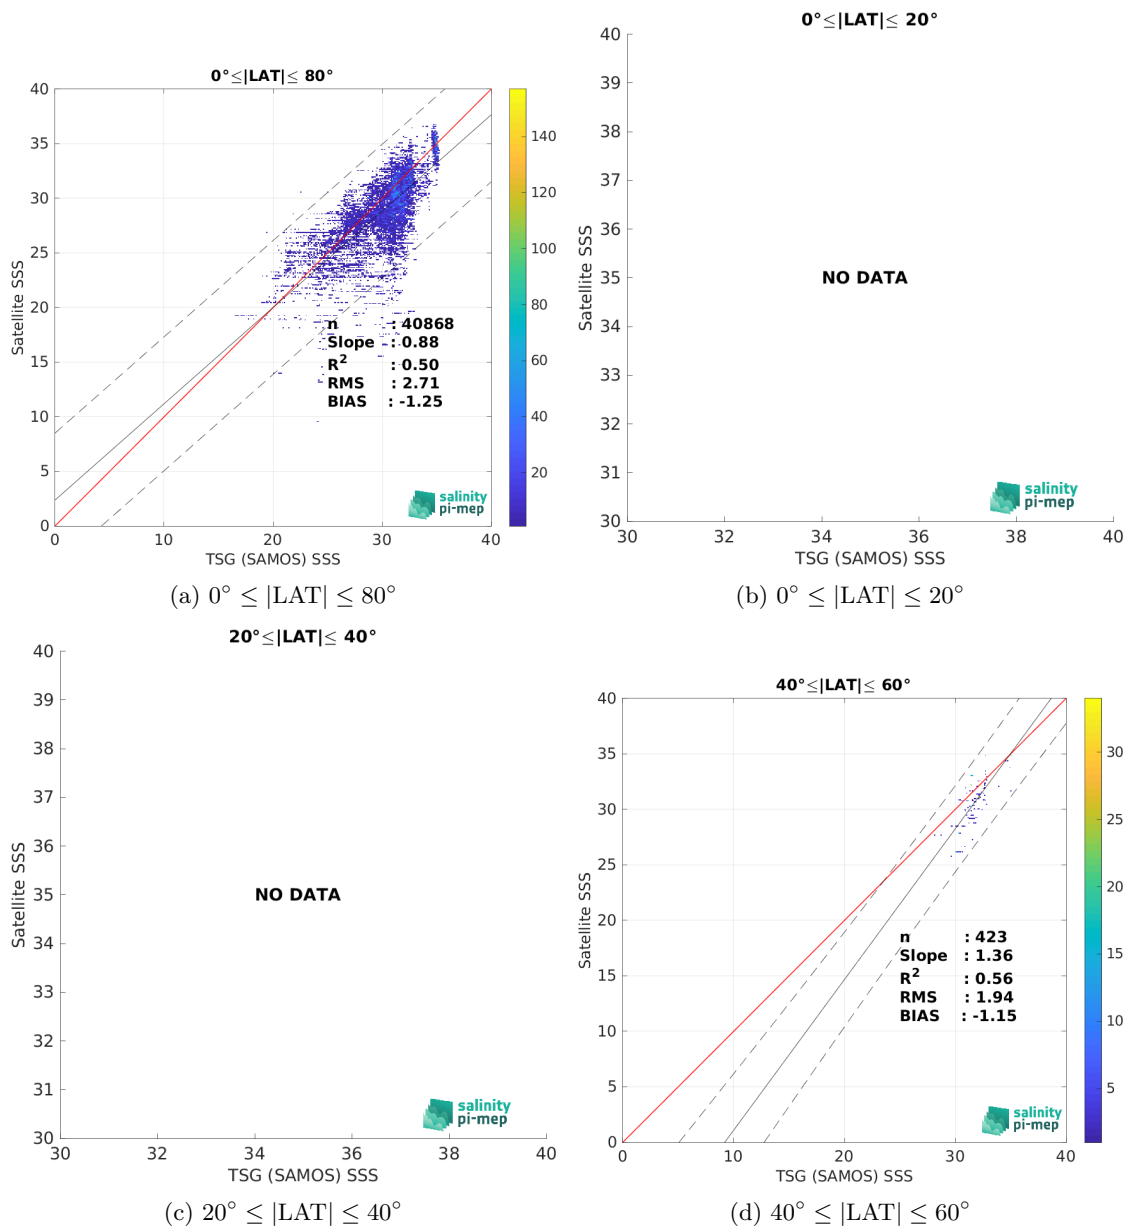 0°≤|LAT|≤ 80°
40
35
30
25
20
15
10
5
0
0
10
20
30
40
Satellite SSS
TSG (SAMOS) SSS
n : 40868
Slope : 0.88
R² : 0.50
RMS : 2.71
BIAS : -1.25
salinity
pi-mep
140
120
100
80
60
40
20
(a) 0° ≤ |LAT| ≤ 80°
0°≤|LAT|≤ 20°
40
39
38
37
36
35
34
33
32
31
30
30
32
34
36
38
40
Satellite SSS
TSG (SAMOS) SSS
NO DATA
salinity
pi-mep
(b) 0° ≤ |LAT| ≤ 20°
20°≤|LAT|≤ 40°
40
39
38
37
36
35
34
33
32
31
30
30
32
34
36
38
40
Satellite SSS
TSG (SAMOS) SSS
NO DATA
salinity
pi-mep
(c) 20° ≤ |LAT| ≤ 40°
40°≤|LAT|≤ 60°
40
35
30
25
20
15
10
5
0
0
10
20
30
40
Satellite SSS
TSG (SAMOS) SSS
n : 423
Slope : 1.36
R² : 0.56
RMS : 1.94
BIAS : -1.15
salinity
pi-mep
30
25
20
15
10
5
(d) 40° ≤ |LAT| ≤ 60°